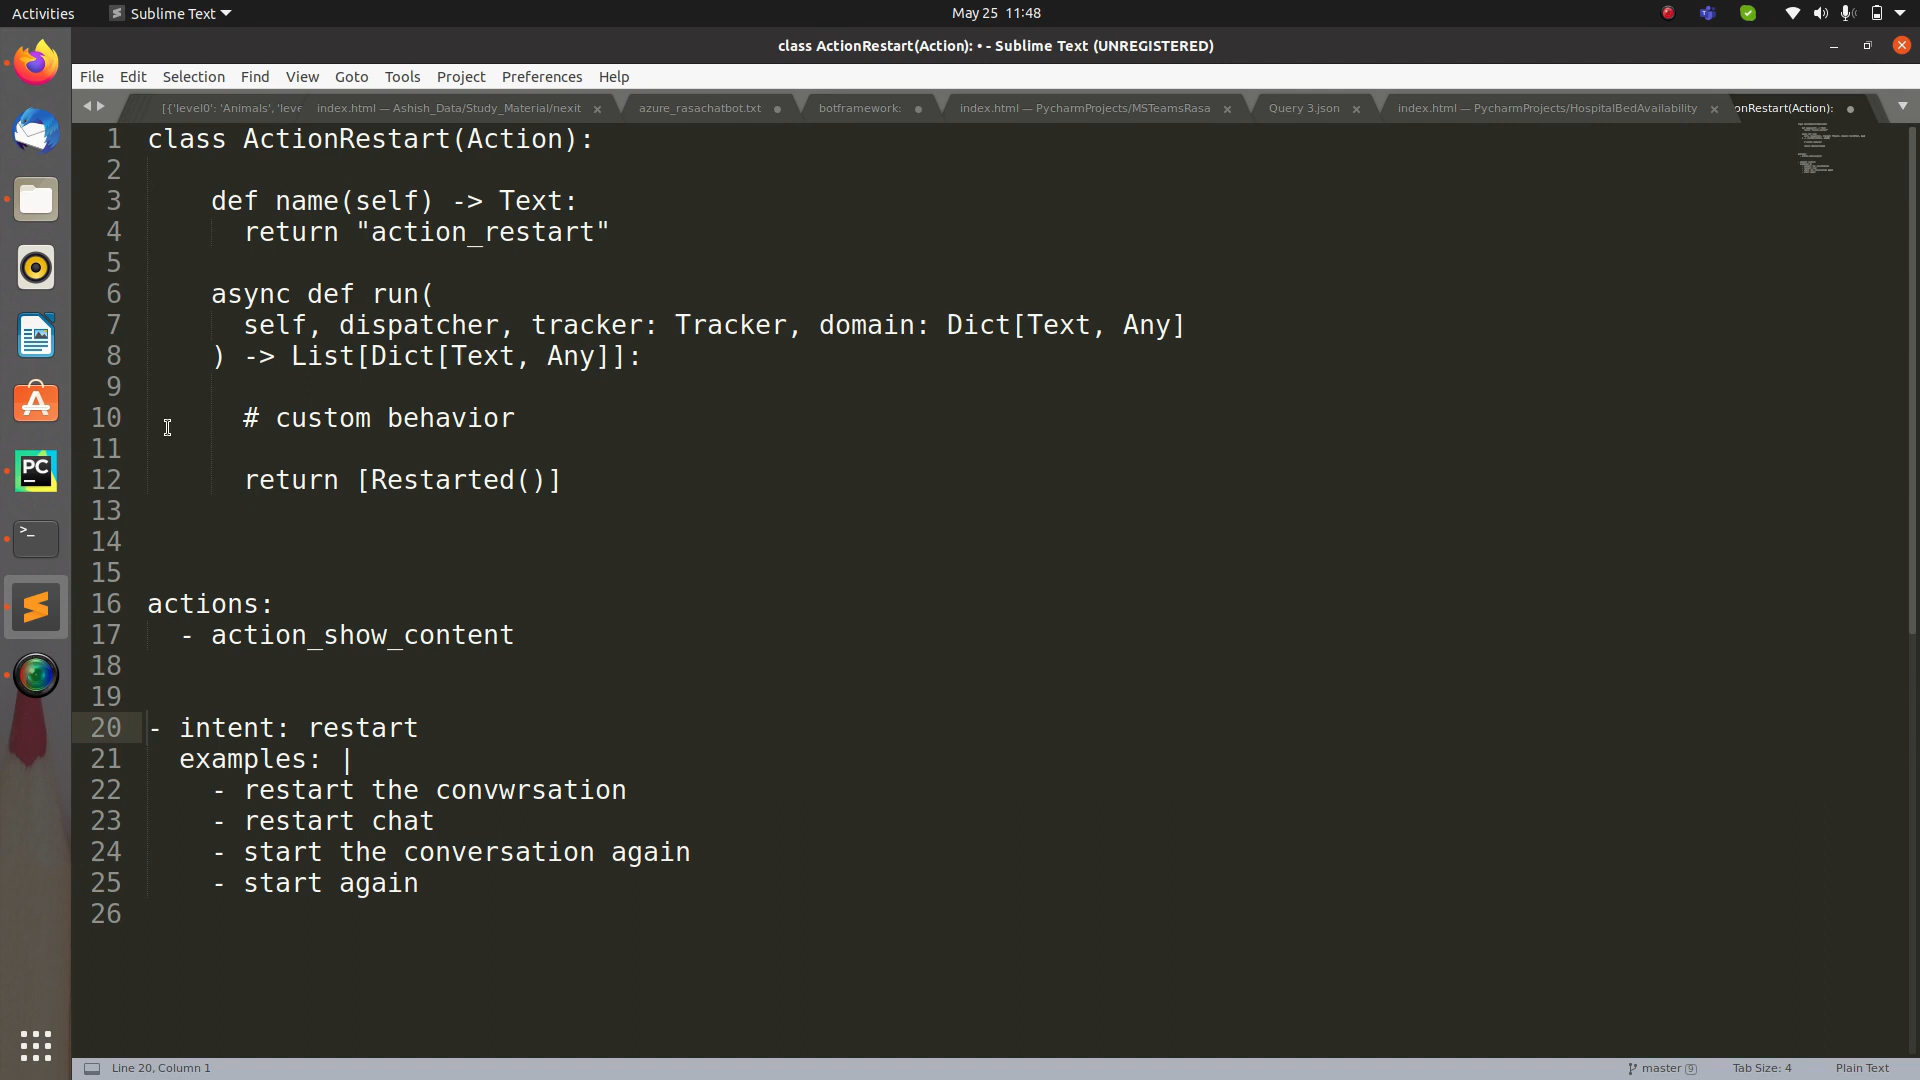 Activities Sublime Text May 25 11:48
class ActionRestart(Action): • - Sublime Text (UNREGISTERED)
File Edit Selection Find View Goto Tools Project Preferences Help
[{'level0': 'Animals', 'leve index.html — Ashish_Data/Study_Material/nexit azure_rasachatbot.txt botframework: index.html — PycharmProjects/MSTeamsRasa Query 3.json index.html — PycharmProjects/HospitalBedAvailability onRestart(Action):
1 class ActionRestart(Action):
2
3 def name(self) -> Text:
4 return "action_restart"
5
6 async def run(
7 self, dispatcher, tracker: Tracker, domain: Dict[Text, Any]
8 ) -> List[Dict[Text, Any]]:
9
10 # custom behavior
11
12 return [Restarted()]
13
14
15
16 actions:
17 - action_show_content
18
19
20 - intent: restart
21 examples: |
22 - restart the convwrsation
23 - restart chat
24 - start the conversation again
25 - start again
26
Line 20, Column 1 master 9 Tab Size: 4 Plain Text